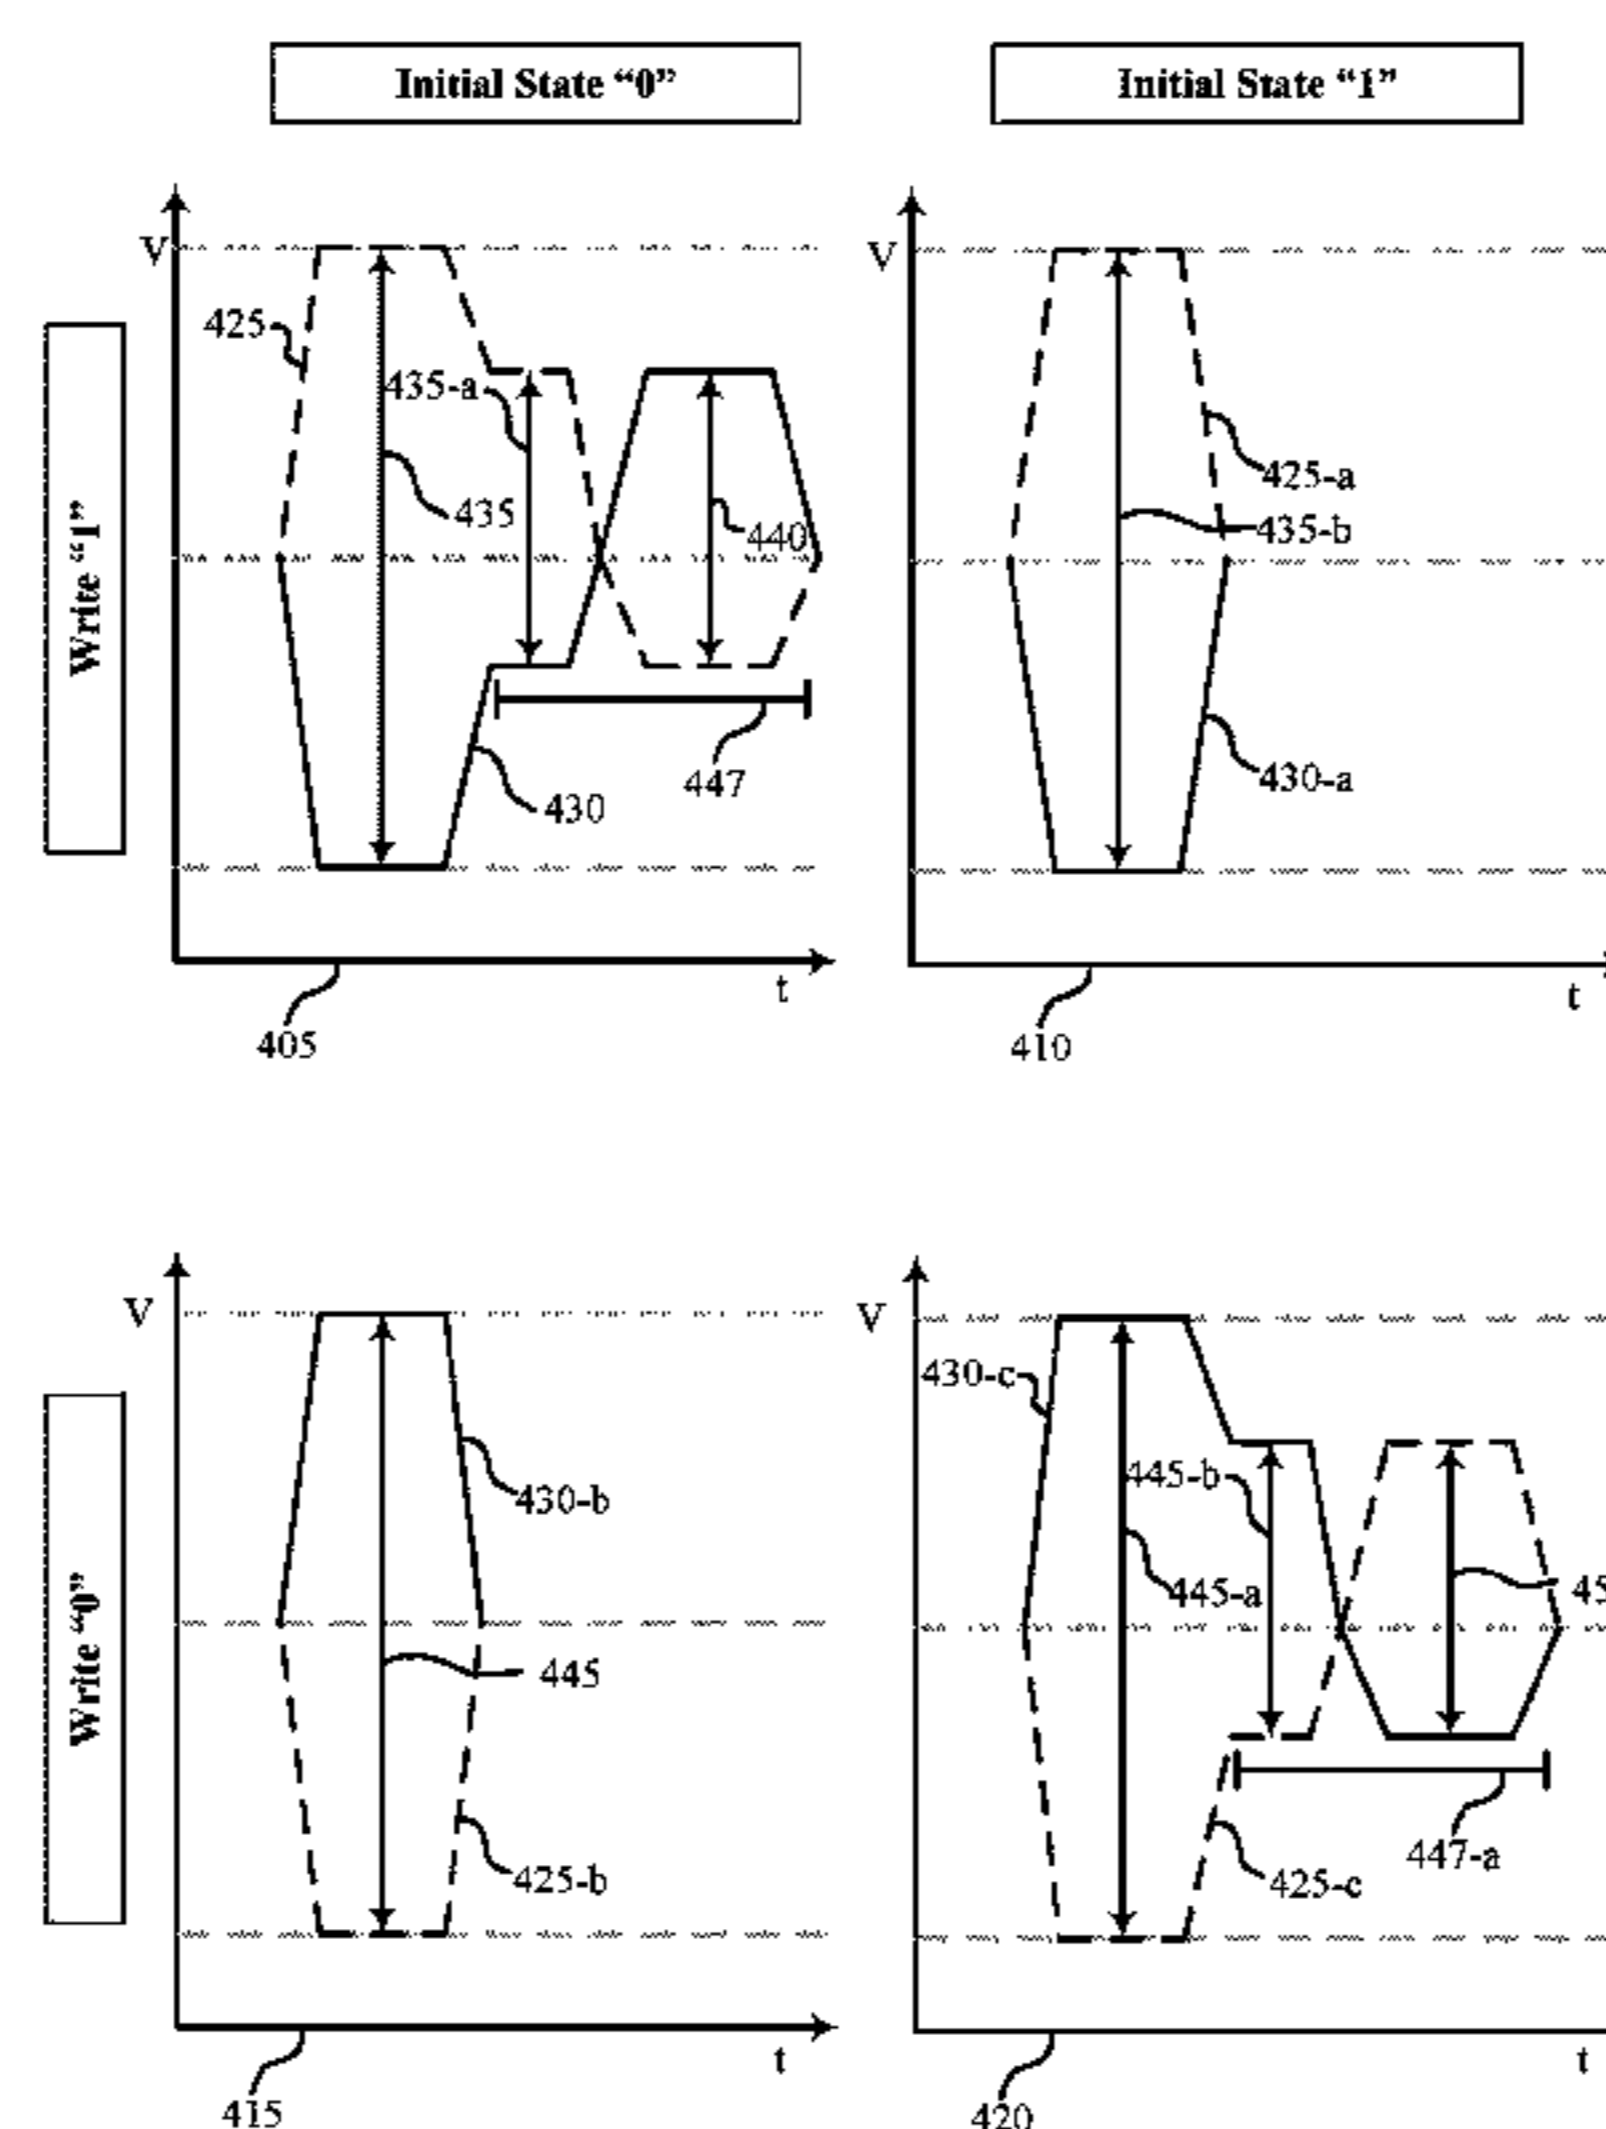 Initial State “0”
Initial State “1”
Write “1”
V
425
435-a
435
440
447
430
t
405
V
425-a
435-b
430-a
t
410
Write “0”
V
430-b
445
425-b
t
415
V
430-c
445-b
445-a
45
447-a
425-c
t
420